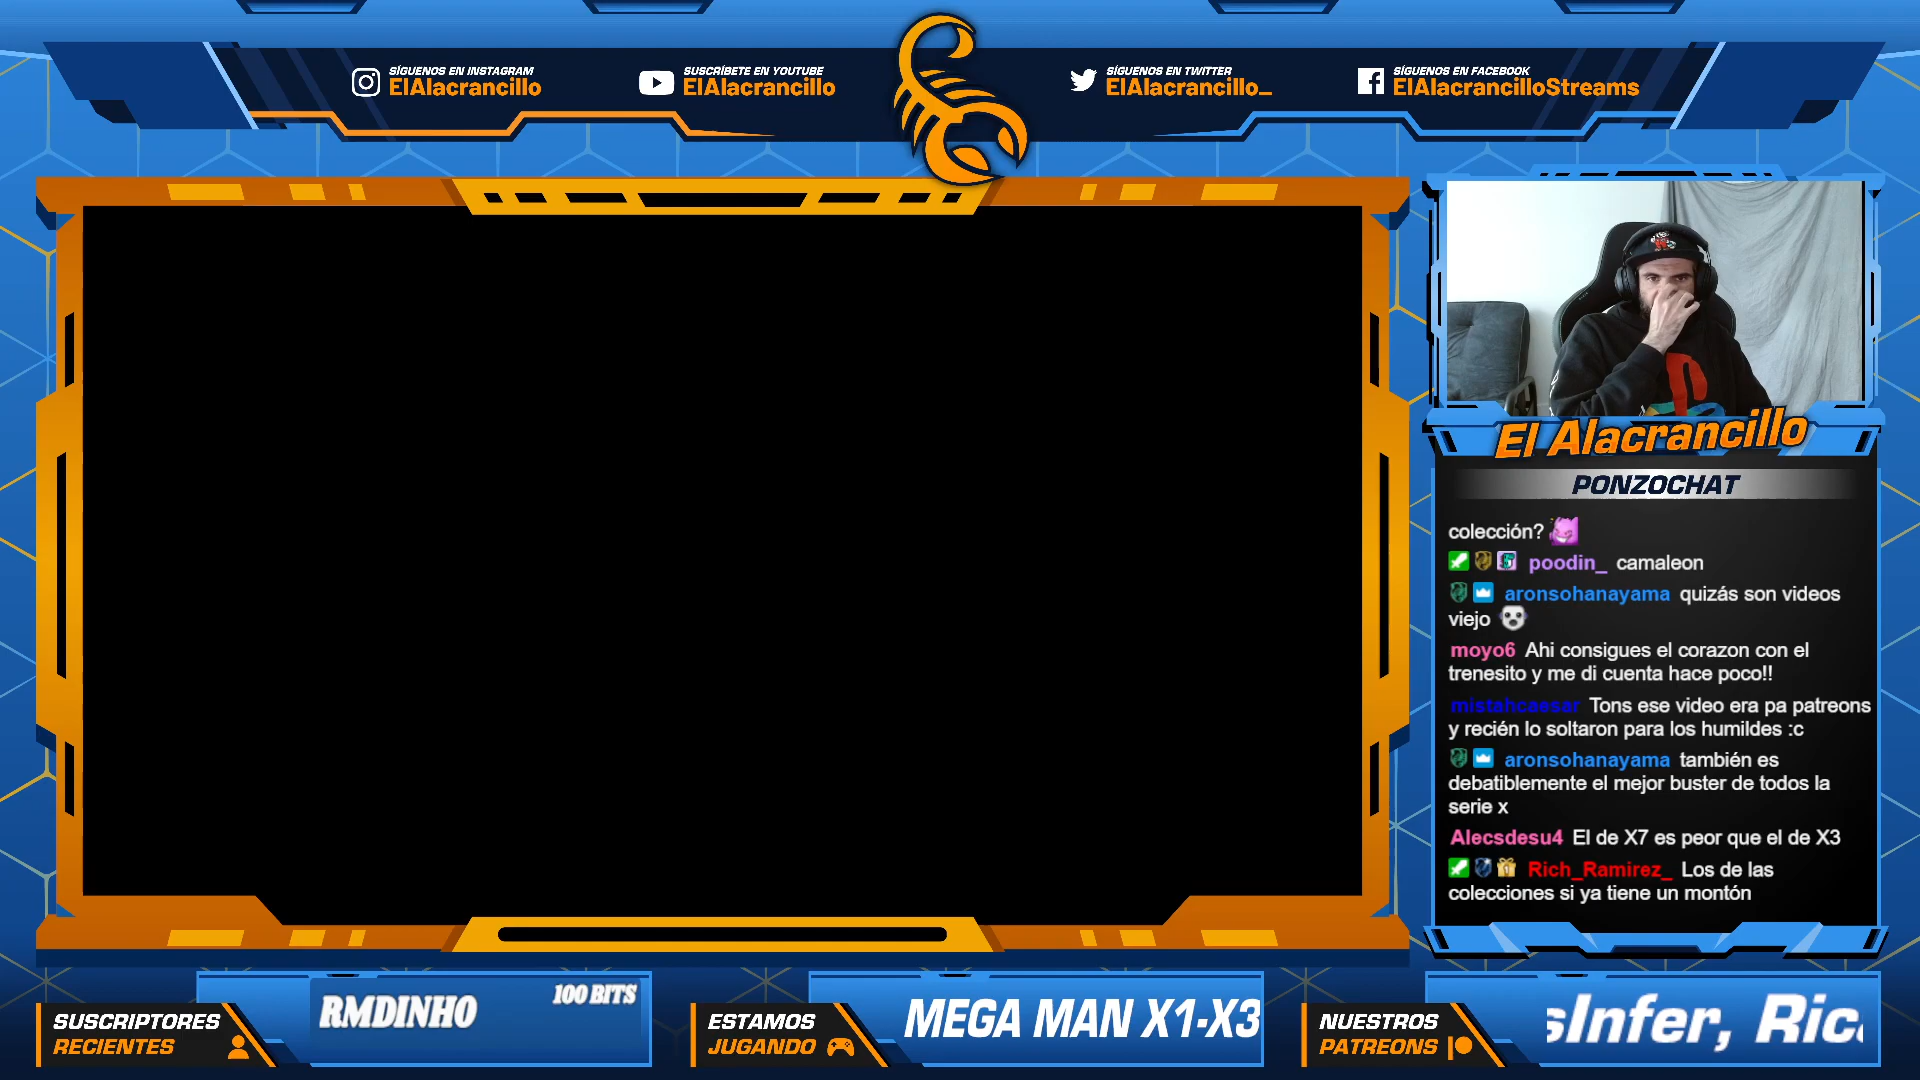 SÍGUENOS EN INSTAGRAM
ElAlacrancillo
SUSCRÍBETE EN YOUTUBE
ElAlacrancillo
SÍGUENOS EN TWITTER
ElAlacrancillo_
SÍGUENOS EN FACEBOOK
ElAlacrancilloStreams
El Alacrancillo
PONZOCHAT
colección?
poodin_ camaleon
aronsohanayama quizás son videos
viejo
moyo6 Ahi consigues el corazon con el
trenesito y me di cuenta hace poco!!
mistahcaesar Tons ese video era pa patreons
y recién lo soltaron para los humildes :c
aronsohanayama también es
debatiblemente el mejor buster de todos la
serie x
Alecsdesu4 El de X7 es peor que el de X3
Rich_Ramirez_ Los de las
colecciones si ya tiene un montón
SUSCRIPTORES
RECIENTES
RMDINHO
100 BITS
ESTAMOS
JUGANDO
MEGA MAN X1-X3
NUESTROS
PATREONS
sInfer, Ric